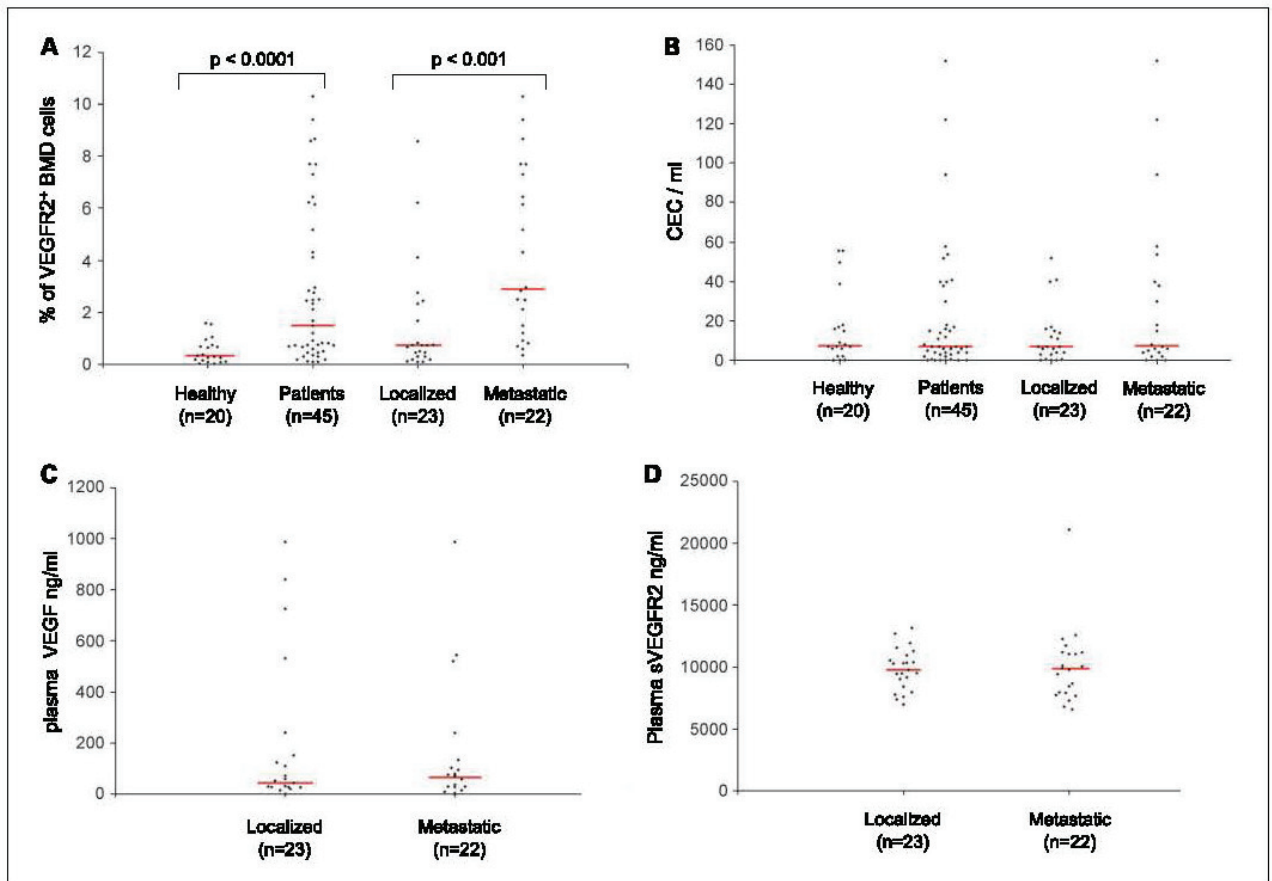 A
12
10
8
6
4
2
0
% of VEGFR2+ BMD cells
p < 0.0001
p < 0.001
Healthy
(n=20)
Patients
(n=45)
Localized
(n=23)
Metastatic
(n=22)
B
160
140
120
100
80
60
40
20
0
CEC / ml
Healthy
(n=20)
Patients
(n=45)
Localized
(n=23)
Metastatic
(n=22)
C
1200
1000
800
600
400
200
0
plasma VEGF ng/ml
Localized
(n=23)
Metastatic
(n=22)
D
25000
20000
15000
10000
5000
0
Plasma sVEGFR2 ng/ml
Localized
(n=23)
Metastatic
(n=22)